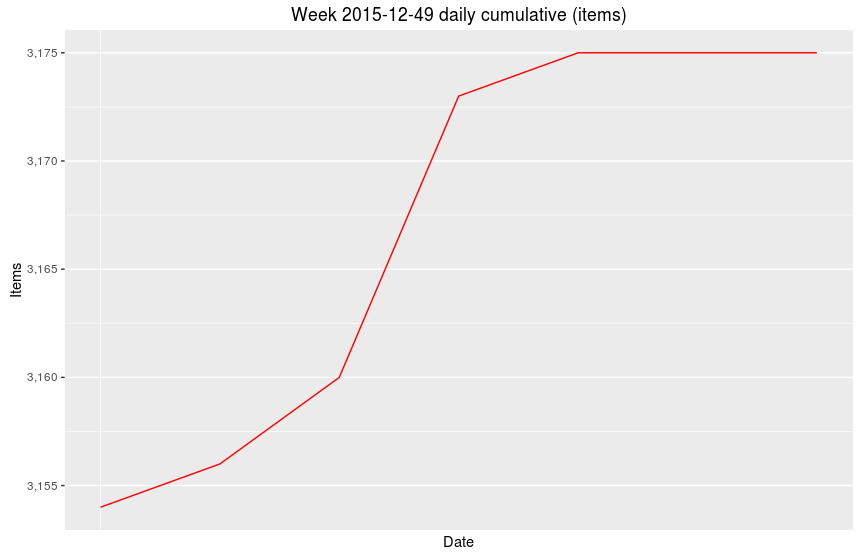 Week 2015-12-49 daily cumulative (items)
3,175
3,170
3,165
3,160
3,155
Items
Date